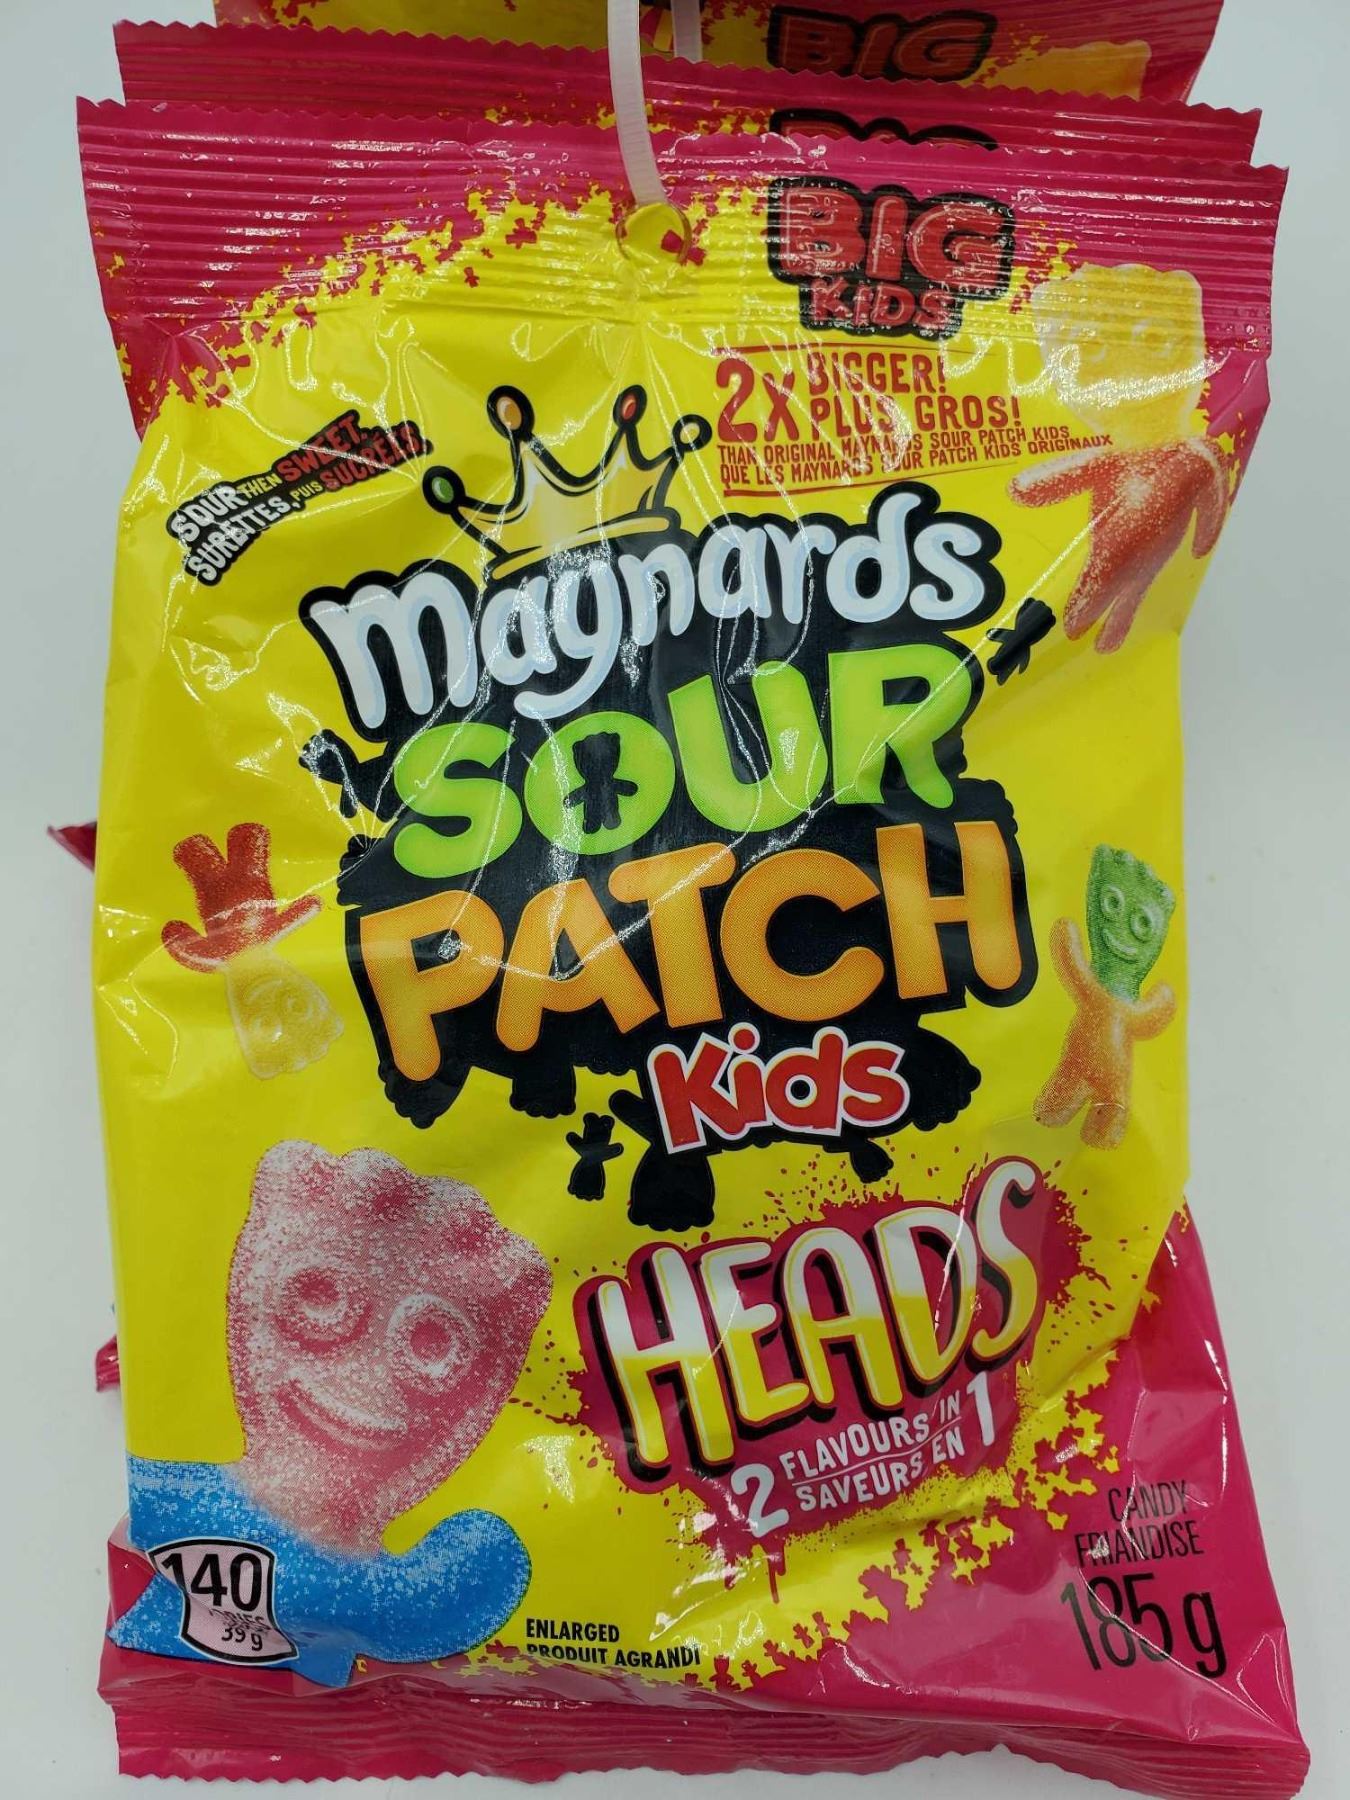 BIG
BIG
KIDS
2X BIGGER!
PLUS GROS!
THAN ORIGINAL MAYNARDS SOUR PATCH KIDS
QUE LES MAYNARDS SOUR PATCH KIDS ORIGINAUX
SOUR THEN SWEET.
SURETTES, PUIS SUCRÉES.
Maynards
SOUR
PATCH
Kids
HEADS
2 FLAVOURS IN 1
SAVEURS EN
CANDY
FRIANDISE
185 g
140
39 g
ENLARGED
PRODUIT AGRANDI